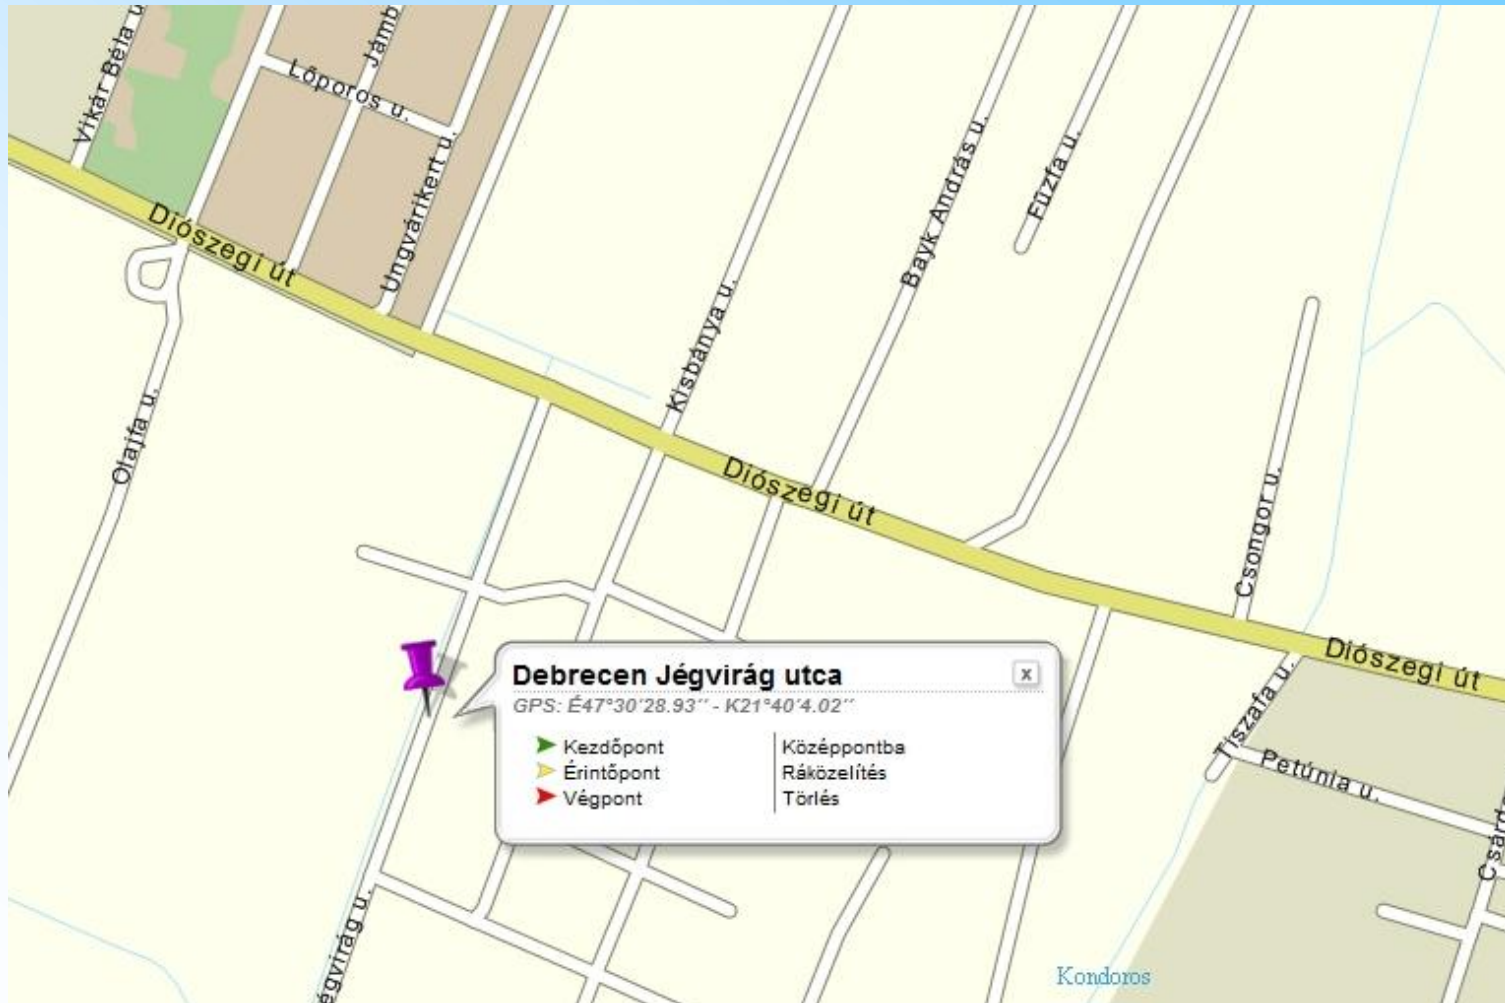 Vikár Béla u
Jámb
Lőporos u.
Ungvárikert u.
Diószegi út
Olajfa u.
Kisbánya u.
Bayk András u.
Fűzfa u.
Diószegi út
Csongor u.
Diószegi út
Tiszafa u.
Petúnia u.
Csárd
Debrecen Jégvirág utca
x
GPS: É47°30'28.93'' - K21°40'4.02''
Kezdőpont
Középpontba
Érintőpont
Ráközelítés
Végpont
Törlés
égvirág u.
Kondoros